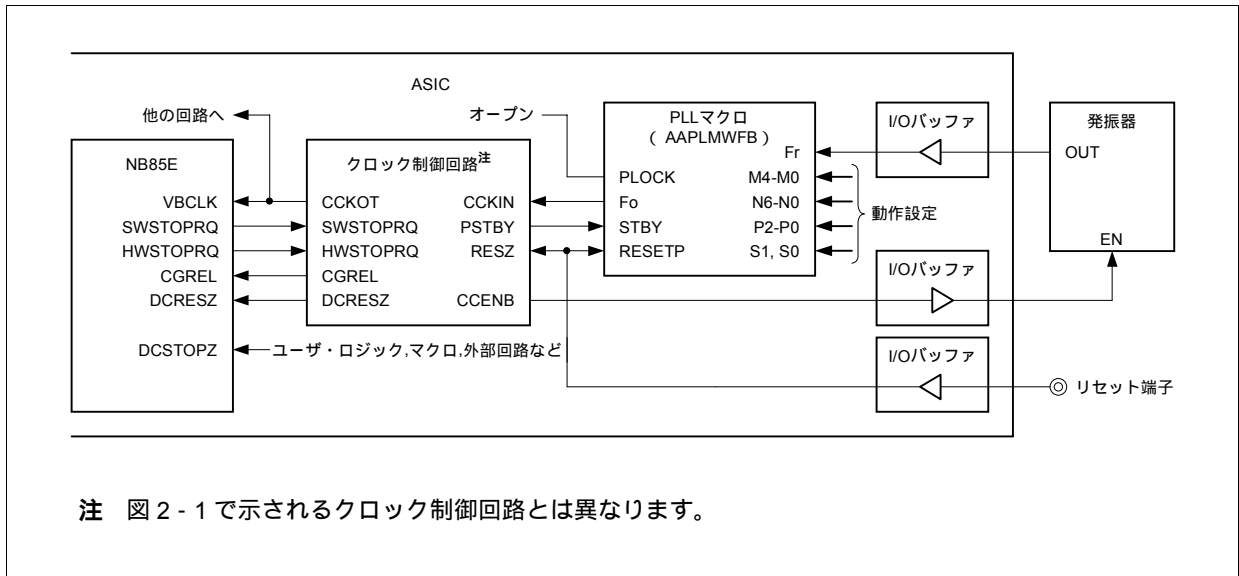 ASIC
他の回路へ
NB85E
VBCLK
SWSTOPRQ
HWSTOPRQ
CGREL
DCRESZ
DCSTOPZ
クロック制御回路注
CCKOT
SWSTOPRQ
HWSTOPRQ
CGREL
DCRESZ
CCKIN
PSTBY
RESZ
CCENB
ユーザ・ロジック,マクロ,外部回路など
オープン
PLLマクロ
( AAPLMWFB )
PLOCK
Fo
STBY
RESETP
Fr
M4-M0
N6-N0
P2-P0
S1, S0
動作設定
I/Oバッファ
I/Oバッファ
I/Oバッファ
発振器
OUT
EN
リセット端子
注 図 2 - 1 で示されるクロック制御回路とは異なります。